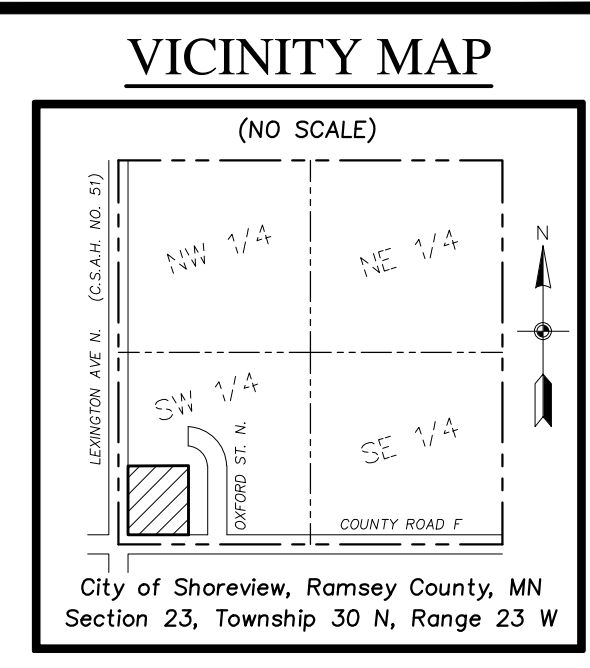 VICINITY MAP
(NO SCALE)
LEXINGTON AVE N. (C.S.A.H. NO. 51)
NW 1/4
NE 1/4
N
SW 1/4
SE 1/4
OXFORD ST. N.
COUNTY ROAD F
City of Shoreview, Ramsey County, MN
Section 23, Township 30 N, Range 23 W